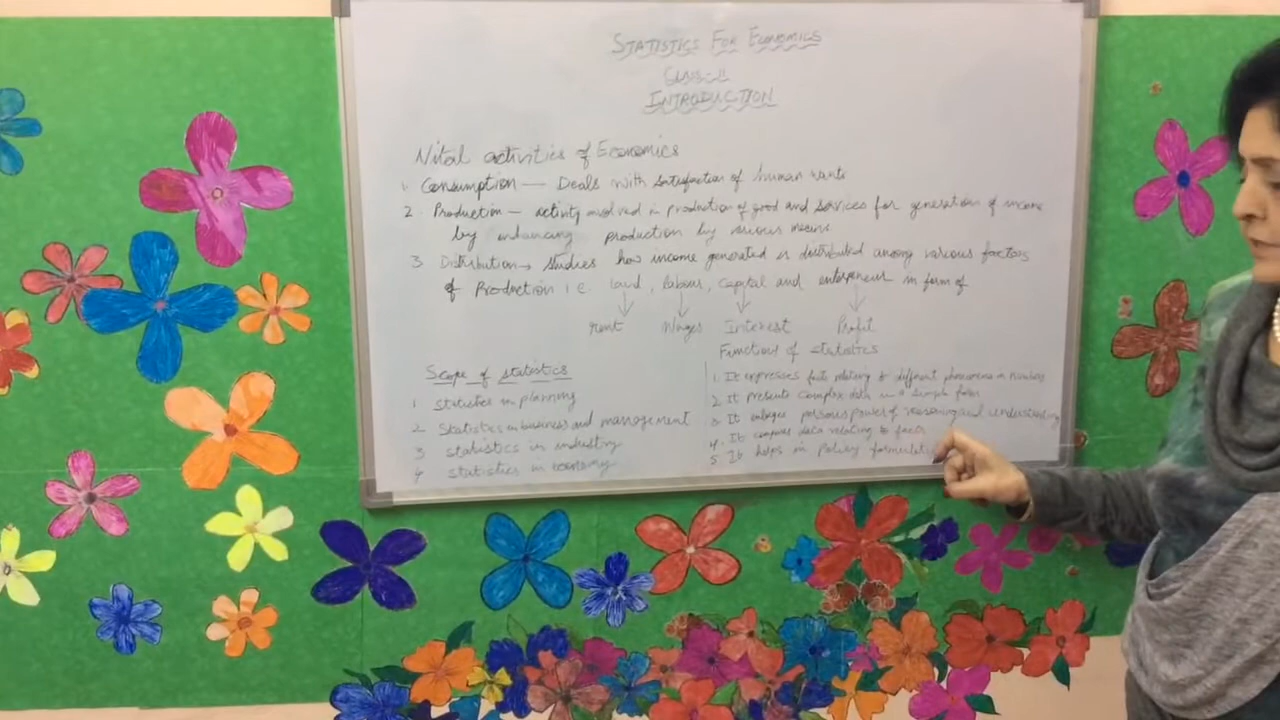 STATISTICS FOR ECONOMICS
INTRODUCTION
Vital activities of Economics
1. Consumption — Deals with satisfaction of human wants
2. Production — activity involved in production of good and services for generation of income
by enhancing production by various means
3 Distribution → studies how income generated is distributed among various factors
of Production i.e. land, labour, capital and enterpeneur in form of
rent Wages Interest Profit
Functions of statistics
Scope of statistics
1 statistics in planning
2 Statistics in business and management
3 statistics in industry
4 statistics in economy
1. It expresses facts relating to different phenomena in numbers
2. It presents complex data in a simple form
3. It enlarges persons power of reasoning and understanding
4. It compares data relating to facts
5. It helps in policy